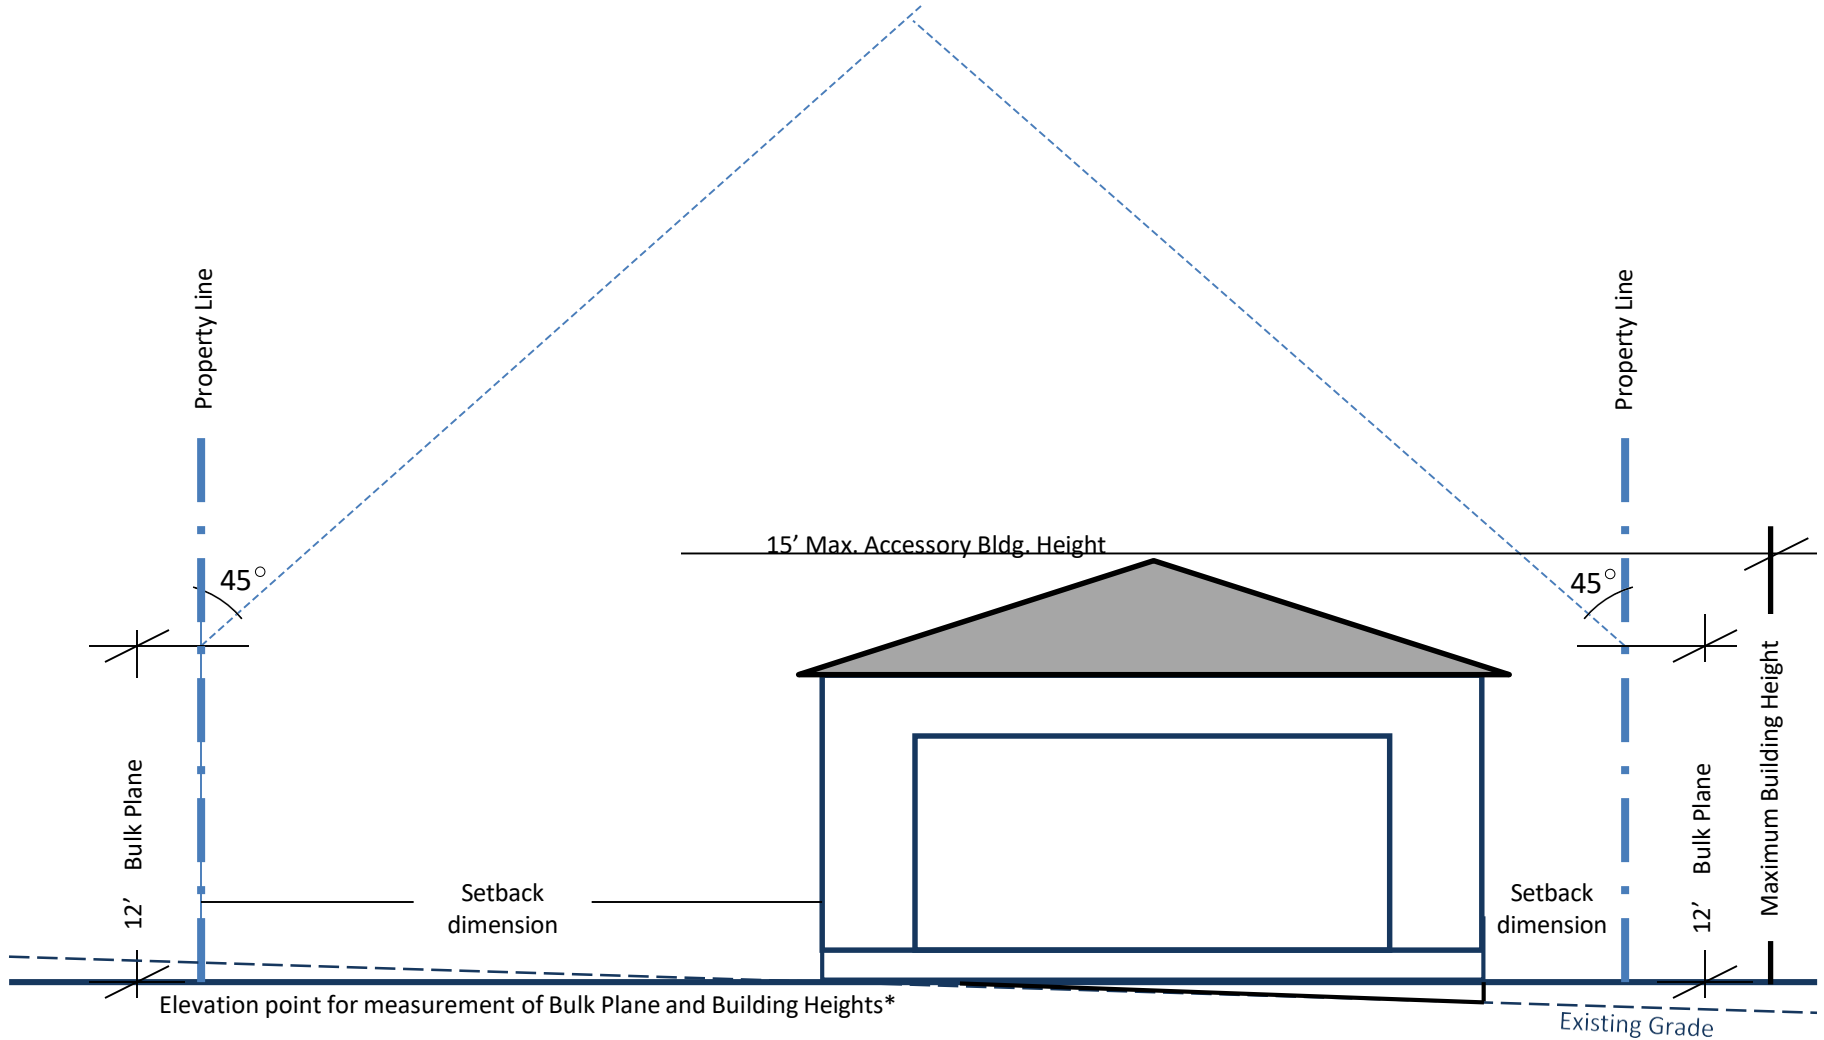 Property Line
Property Line
15’ Max. Accessory Bldg. Height
45°
45°
12’ Bulk Plane
Setback
dimension
Setback
dimension
12’ Bulk Plane
Maximum Building Height
Elevation point for measurement of Bulk Plane and Building Heights*
Existing Grade